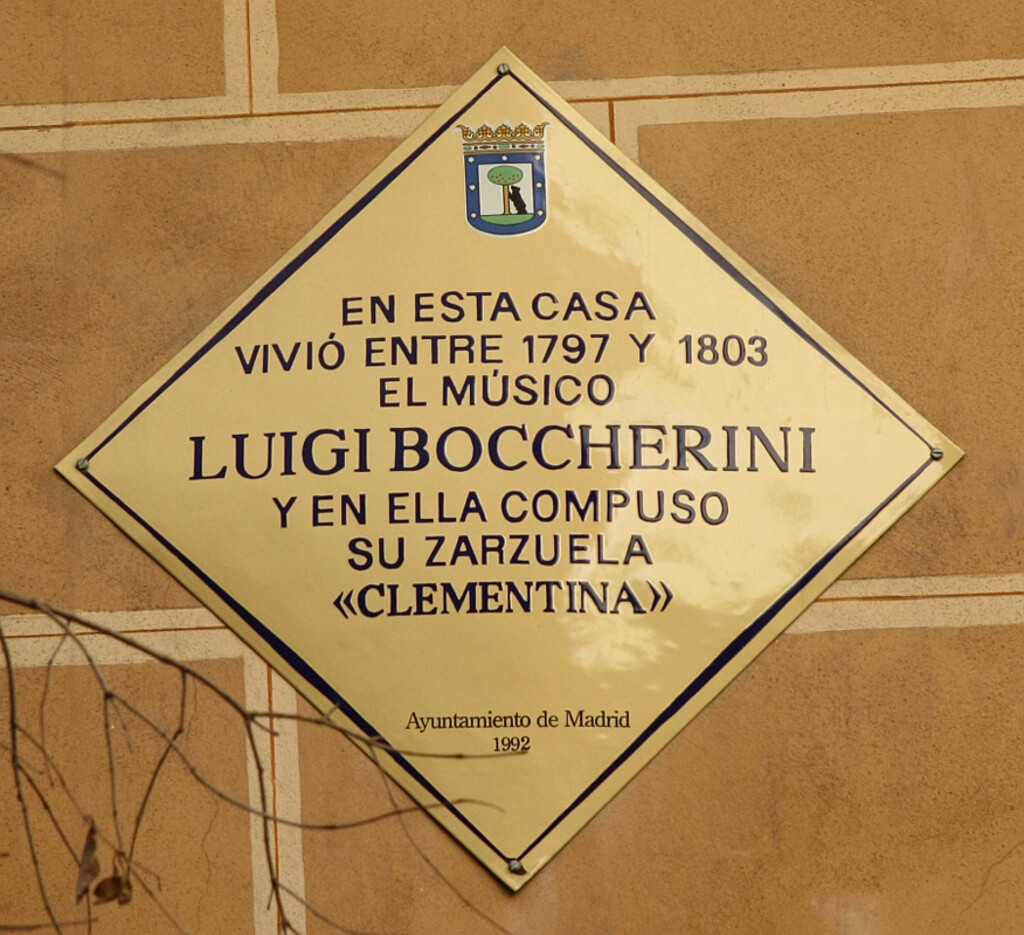 EN ESTA CASA
VIVIÓ ENTRE 1797 Y 1803
EL MÚSICO
LUIGI BOCCHERINI
Y EN ELLA COMPUSO
SU ZARZUELA
«CLEMENTINA»
Ayuntamiento de Madrid
1992